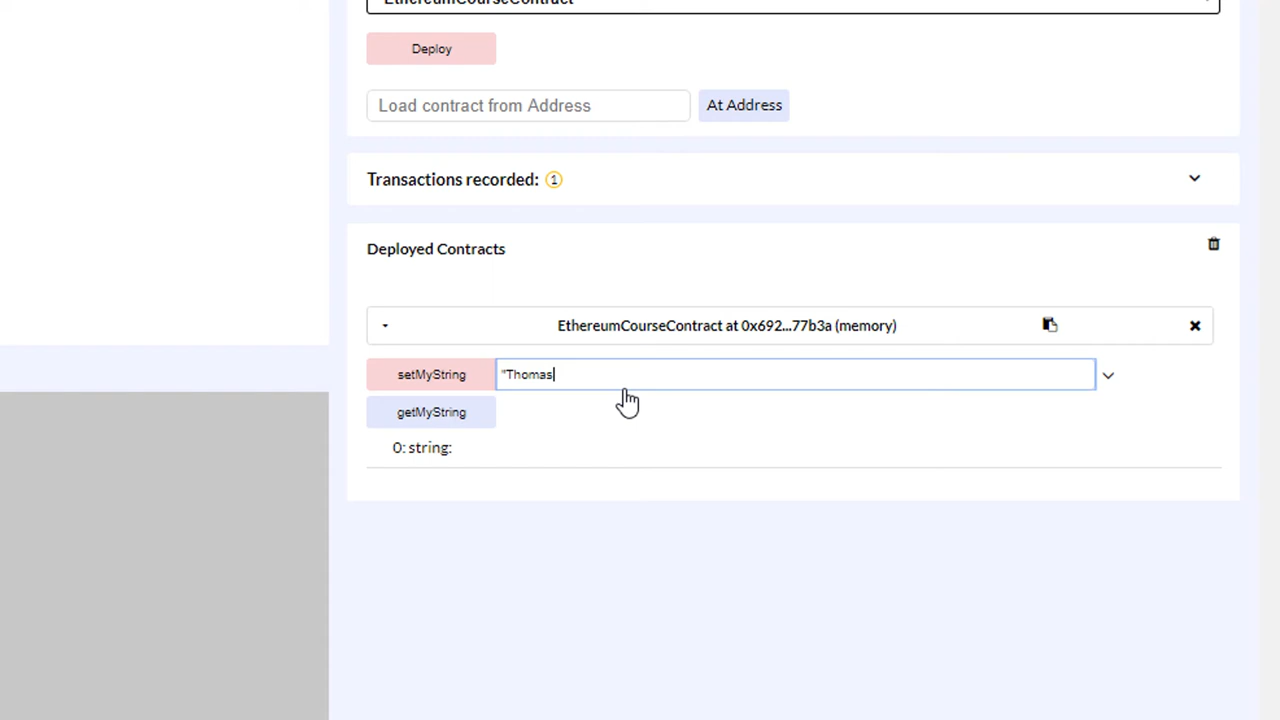 EthereumCourseContract
Deploy
Load contract from Address
At Address
Transactions recorded: 1
Deployed Contracts
EthereumCourseContract at 0x692...77b3a (memory)
setMyString
"Thomas
getMyString
0: string: